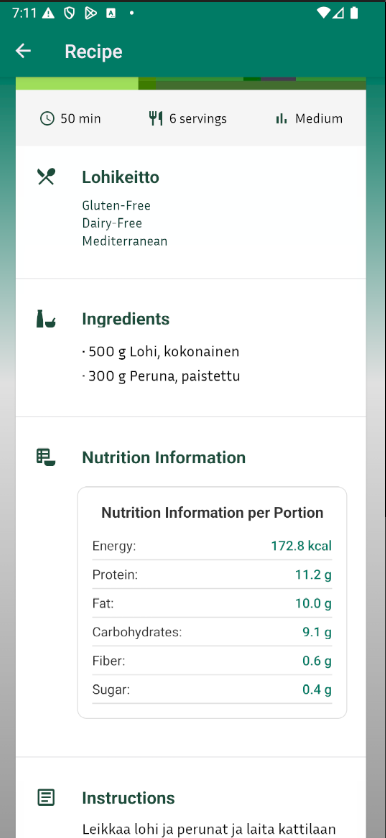 7:11
Recipe
50 min
6 servings
Medium
Lohikeitto
Gluten-Free
Dairy-Free
Mediterranean
Ingredients
· 500 g Lohi, kokonainen
· 300 g Peruna, paistettu
Nutrition Information
Nutrition Information per Portion
Energy: 172.8 kcal
Protein: 11.2 g
Fat: 10.0 g
Carbohydrates: 9.1 g
Fiber: 0.6 g
Sugar: 0.4 g
Instructions
Leikkaa lohi ja perunat ja laita kattilaan